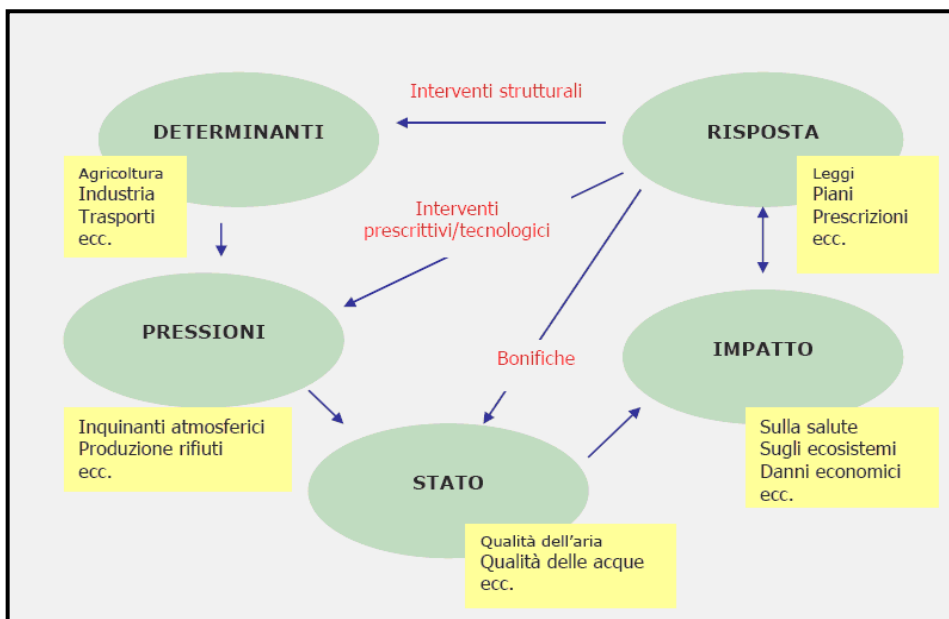 Interventi strutturali
DETERMINANTI
RISPOSTA
Agricoltura
Industria
Trasporti
ecc.
Leggi
Piani
Prescrizioni
ecc.
Interventi
prescrittivi/tecnologici
PRESSIONI
IMPATTO
Bonifiche
Inquinanti atmosferici
Produzione rifiuti
ecc.
Sulla salute
Sugli ecosistemi
Danni economici
ecc.
STATO
Qualità dell'aria
Qualità delle acque
ecc.